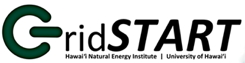 GridSTART
Hawai'i Natural Energy Institute | University of Hawai'i